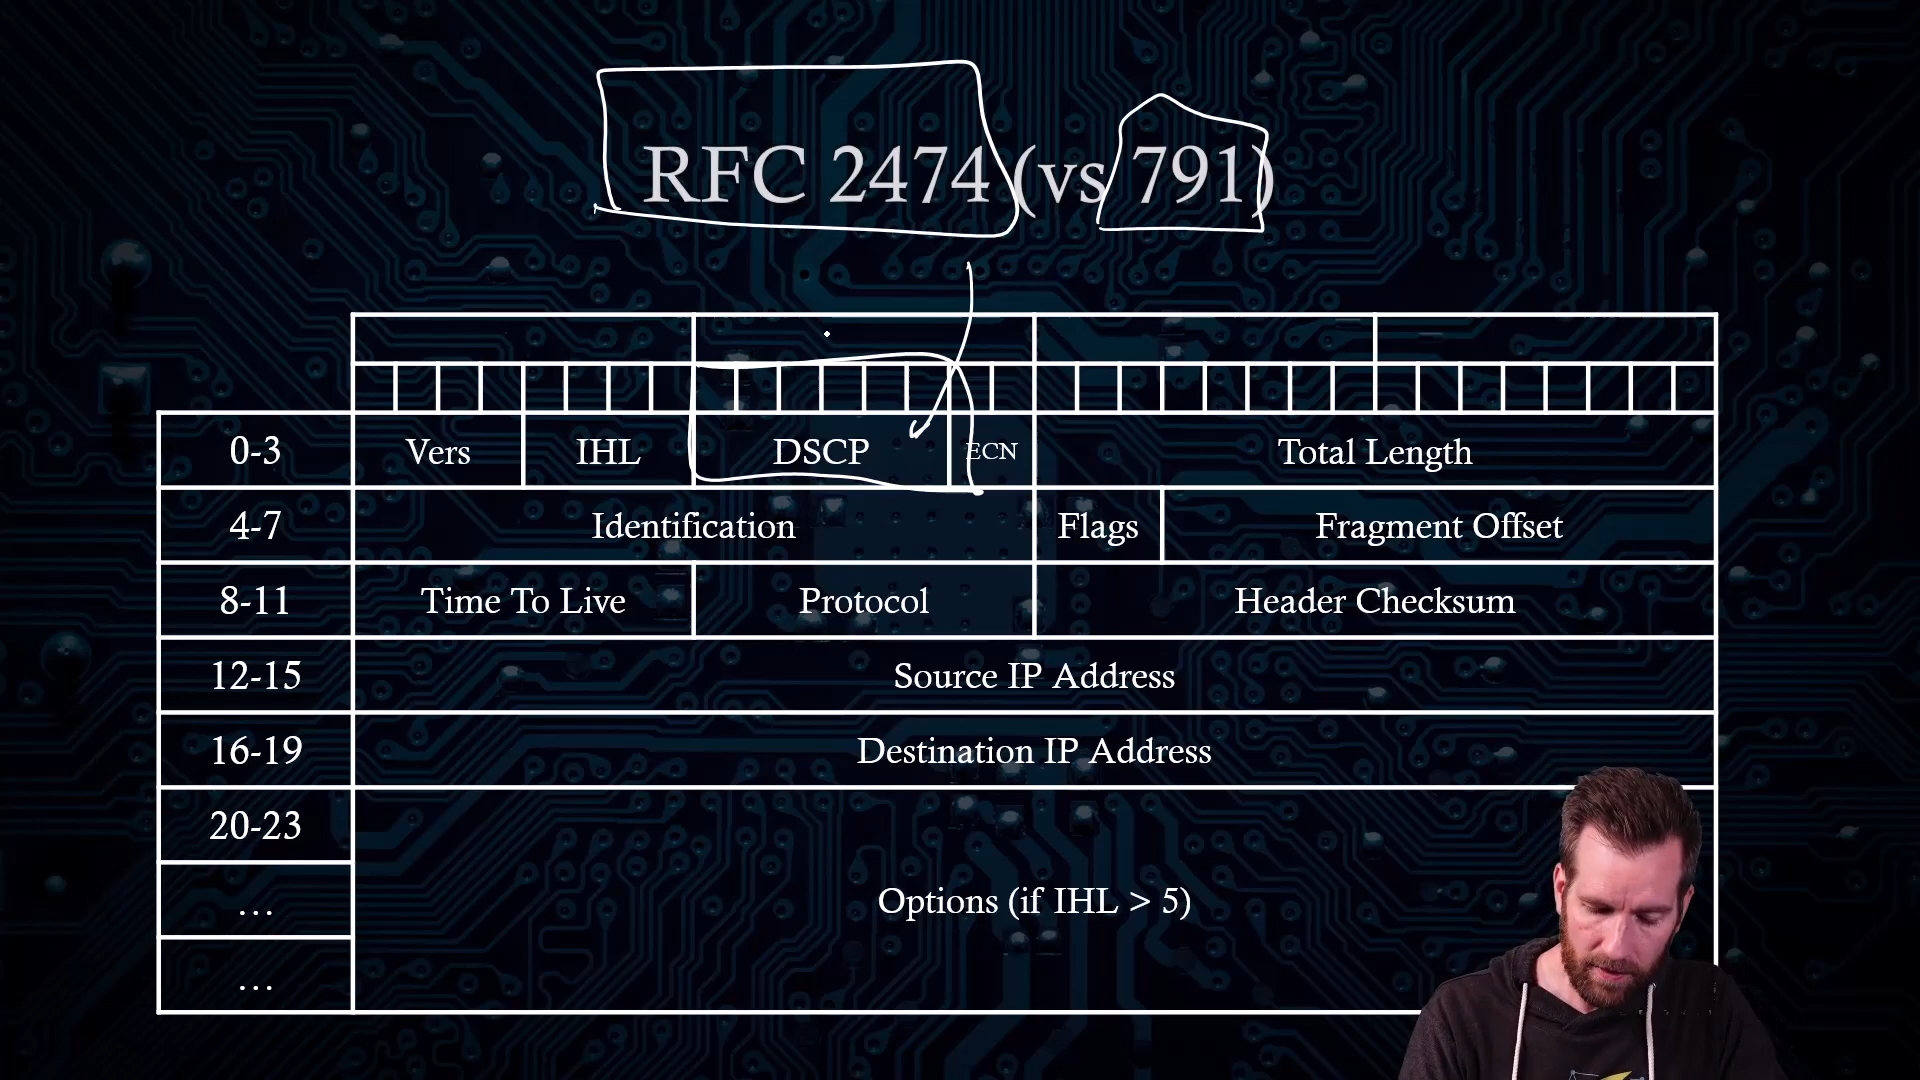 RFC 2474 (vs 791)
0-3 Vers IHL DSCP ECN Total Length
4-7 Identification Flags Fragment Offset
8-11 Time To Live Protocol Header Checksum
12-15 Source IP Address
16-19 Destination IP Address
20-23
... Options (if IHL > 5)
...